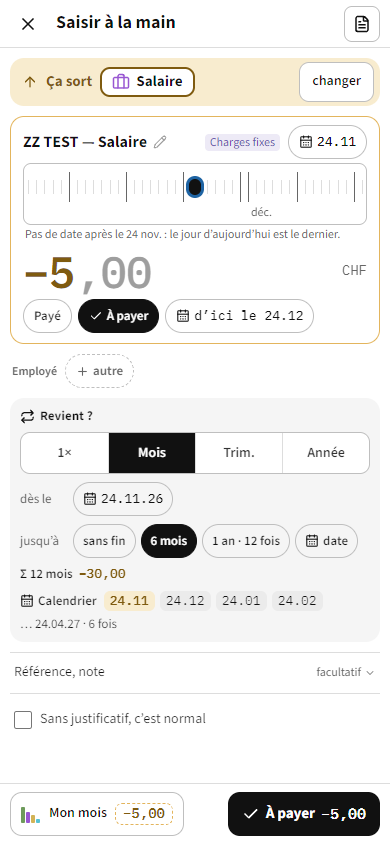 Saisir à la main
Ça sort Salaire changer
ZZ TEST — Salaire Charges fixes 24.11
déc.
Pas de date après le 24 nov. : le jour d’aujourd’hui est le dernier.
−5,00 CHF
Payé À payer d’ici le 24.12
Employé + autre
Revient ?
1× Mois Trim. Année
dès le 24.11.26
jusqu’à sans fin 6 mois 1 an · 12 fois date
Σ 12 mois −30,00
Calendrier 24.11 24.12 24.01 24.02
… 24.04.27 · 6 fois
Référence, note facultatif
Sans justificatif, c’est normal
Mon mois −5,00 À payer −5,00